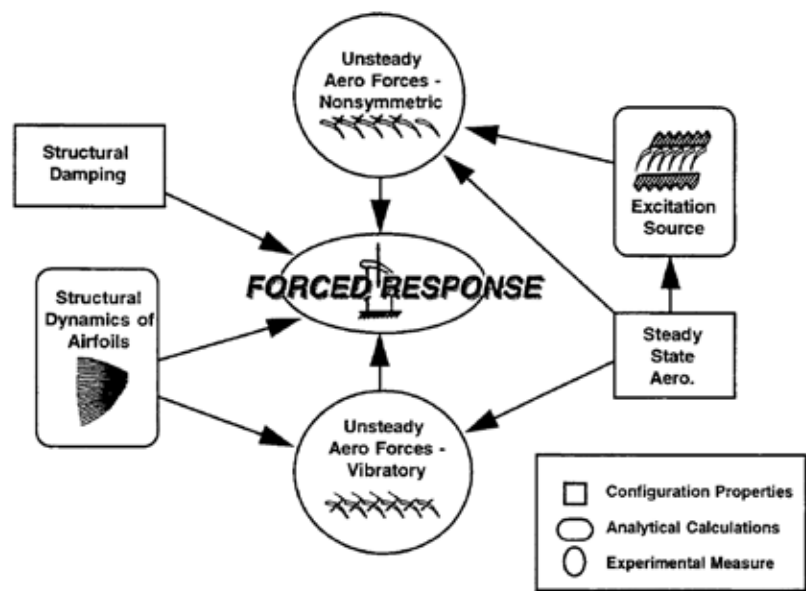 Unsteady
Aero Forces -
Nonsymmetric
Structural
Damping
Excitation
Source
FORCED RESPONSE
Structural
Dynamics of
Airfoils
Steady
State
Aero.
Unsteady
Aero Forces -
Vibratory
Configuration Properties
Analytical Calculations
Experimental Measure